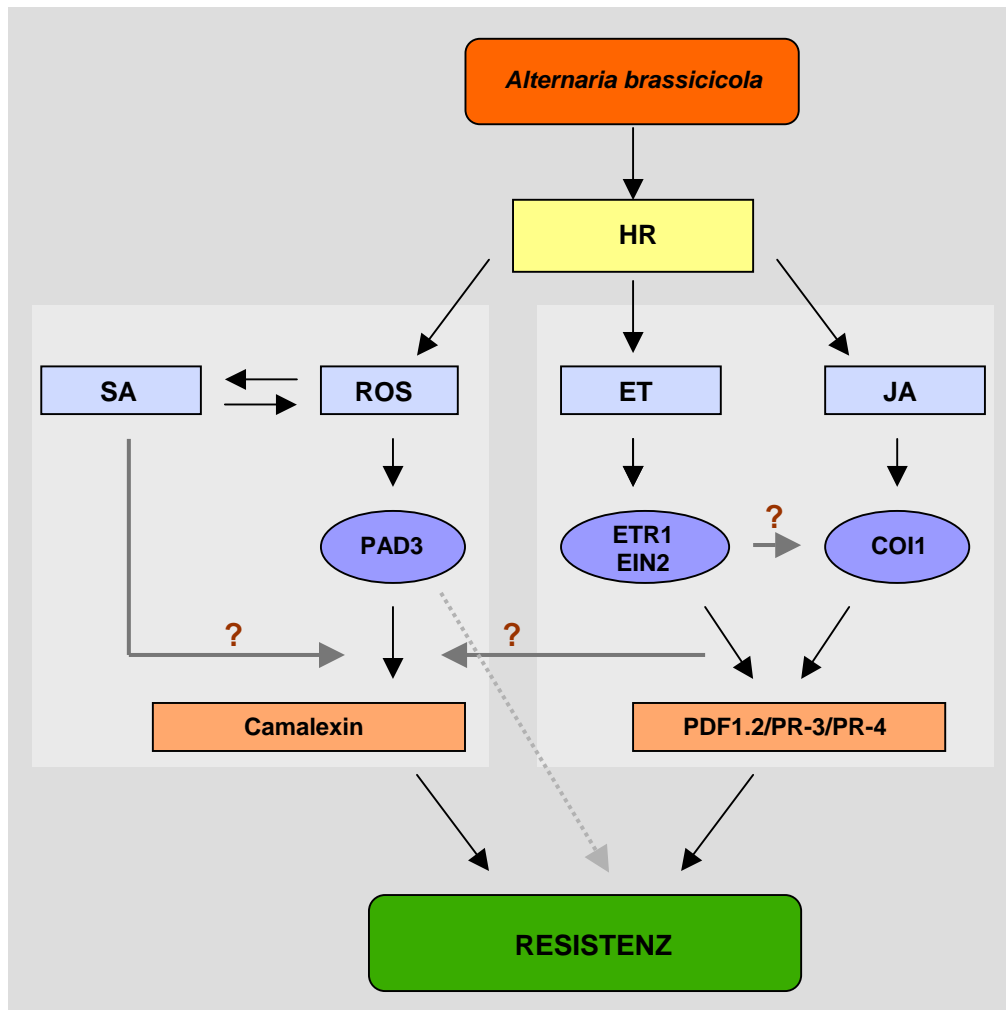 Alternaria brassicicola
HR
SA
ROS
ET
JA
PAD3
ETR1
EIN2
?
COI1
?
?
Camalexin
PDF1.2/PR-3/PR-4
RESISTENZ